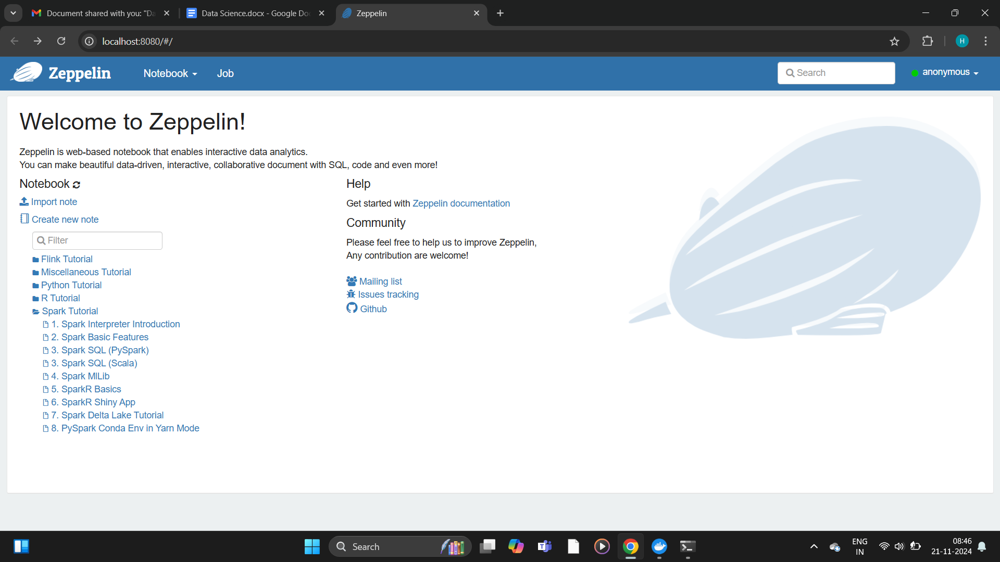 Document shared with you: "Da
Data Science.docx - Google Doc
Zeppelin
localhost:8080/#/
H
Zeppelin
Notebook
Job
Search
anonymous
Welcome to Zeppelin!
Zeppelin is web-based notebook that enables interactive data analytics.
You can make beautiful data-driven, interactive, collaborative document with SQL, code and even more!
Notebook
Import note
Create new note
Filter
Flink Tutorial
Miscellaneous Tutorial
Python Tutorial
R Tutorial
Spark Tutorial
1. Spark Interpreter Introduction
2. Spark Basic Features
3. Spark SQL (PySpark)
3. Spark SQL (Scala)
4. Spark MlLib
5. SparkR Basics
6. SparkR Shiny App
7. Spark Delta Lake Tutorial
8. PySpark Conda Env in Yarn Mode
Help
Get started with Zeppelin documentation
Community
Please feel free to help us to improve Zeppelin,
Any contribution are welcome!
Mailing list
Issues tracking
Github
Search
ENG
IN
08:46
21-11-2024